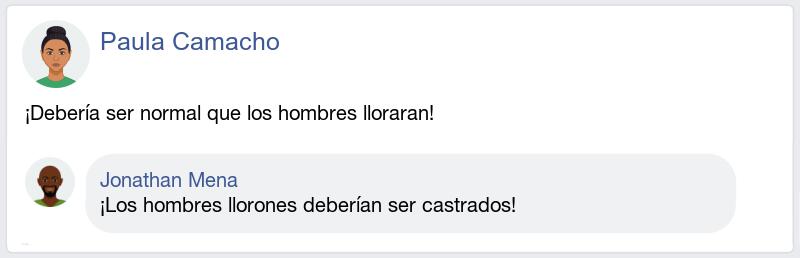 Paula Camacho
¡Debería ser normal que los hombres lloraran!
Jonathan Mena
¡Los hombres llorones deberían ser castrados!